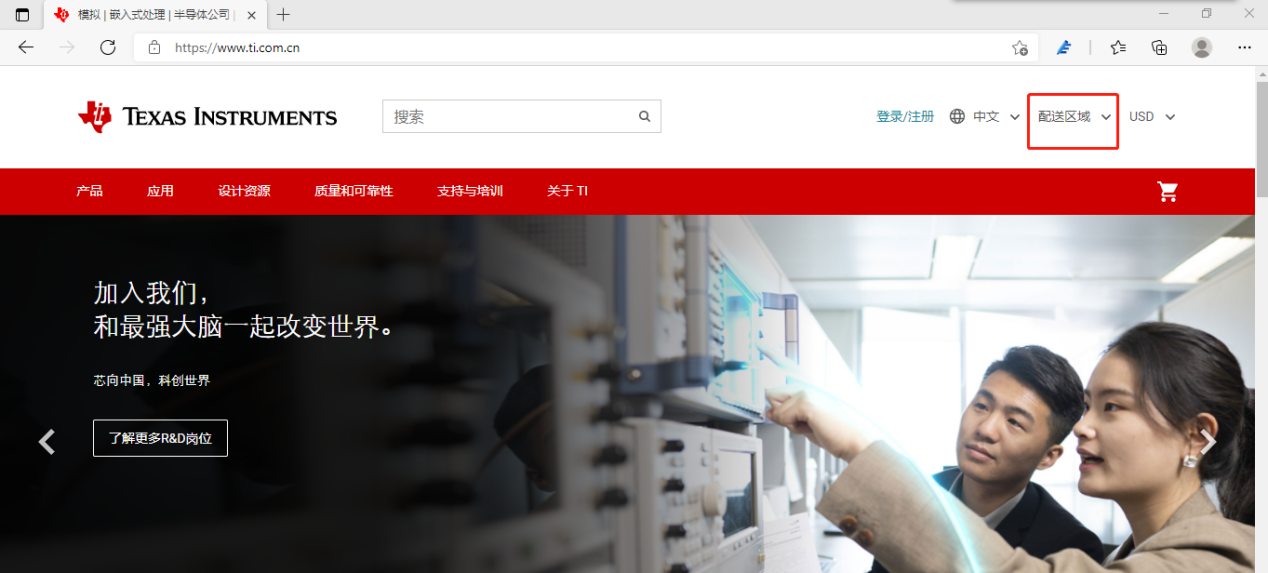 模拟 | 嵌入式处理 | 半导体公司 |
https://www.ti.com.cn
TEXAS INSTRUMENTS
搜索
登录/注册
中文
配送区域
USD
产品
应用
设计资源
质量和可靠性
支持与培训
关于 TI
加入我们，
和最强大脑一起改变世界。
芯向中国，科创世界
了解更多R&D岗位